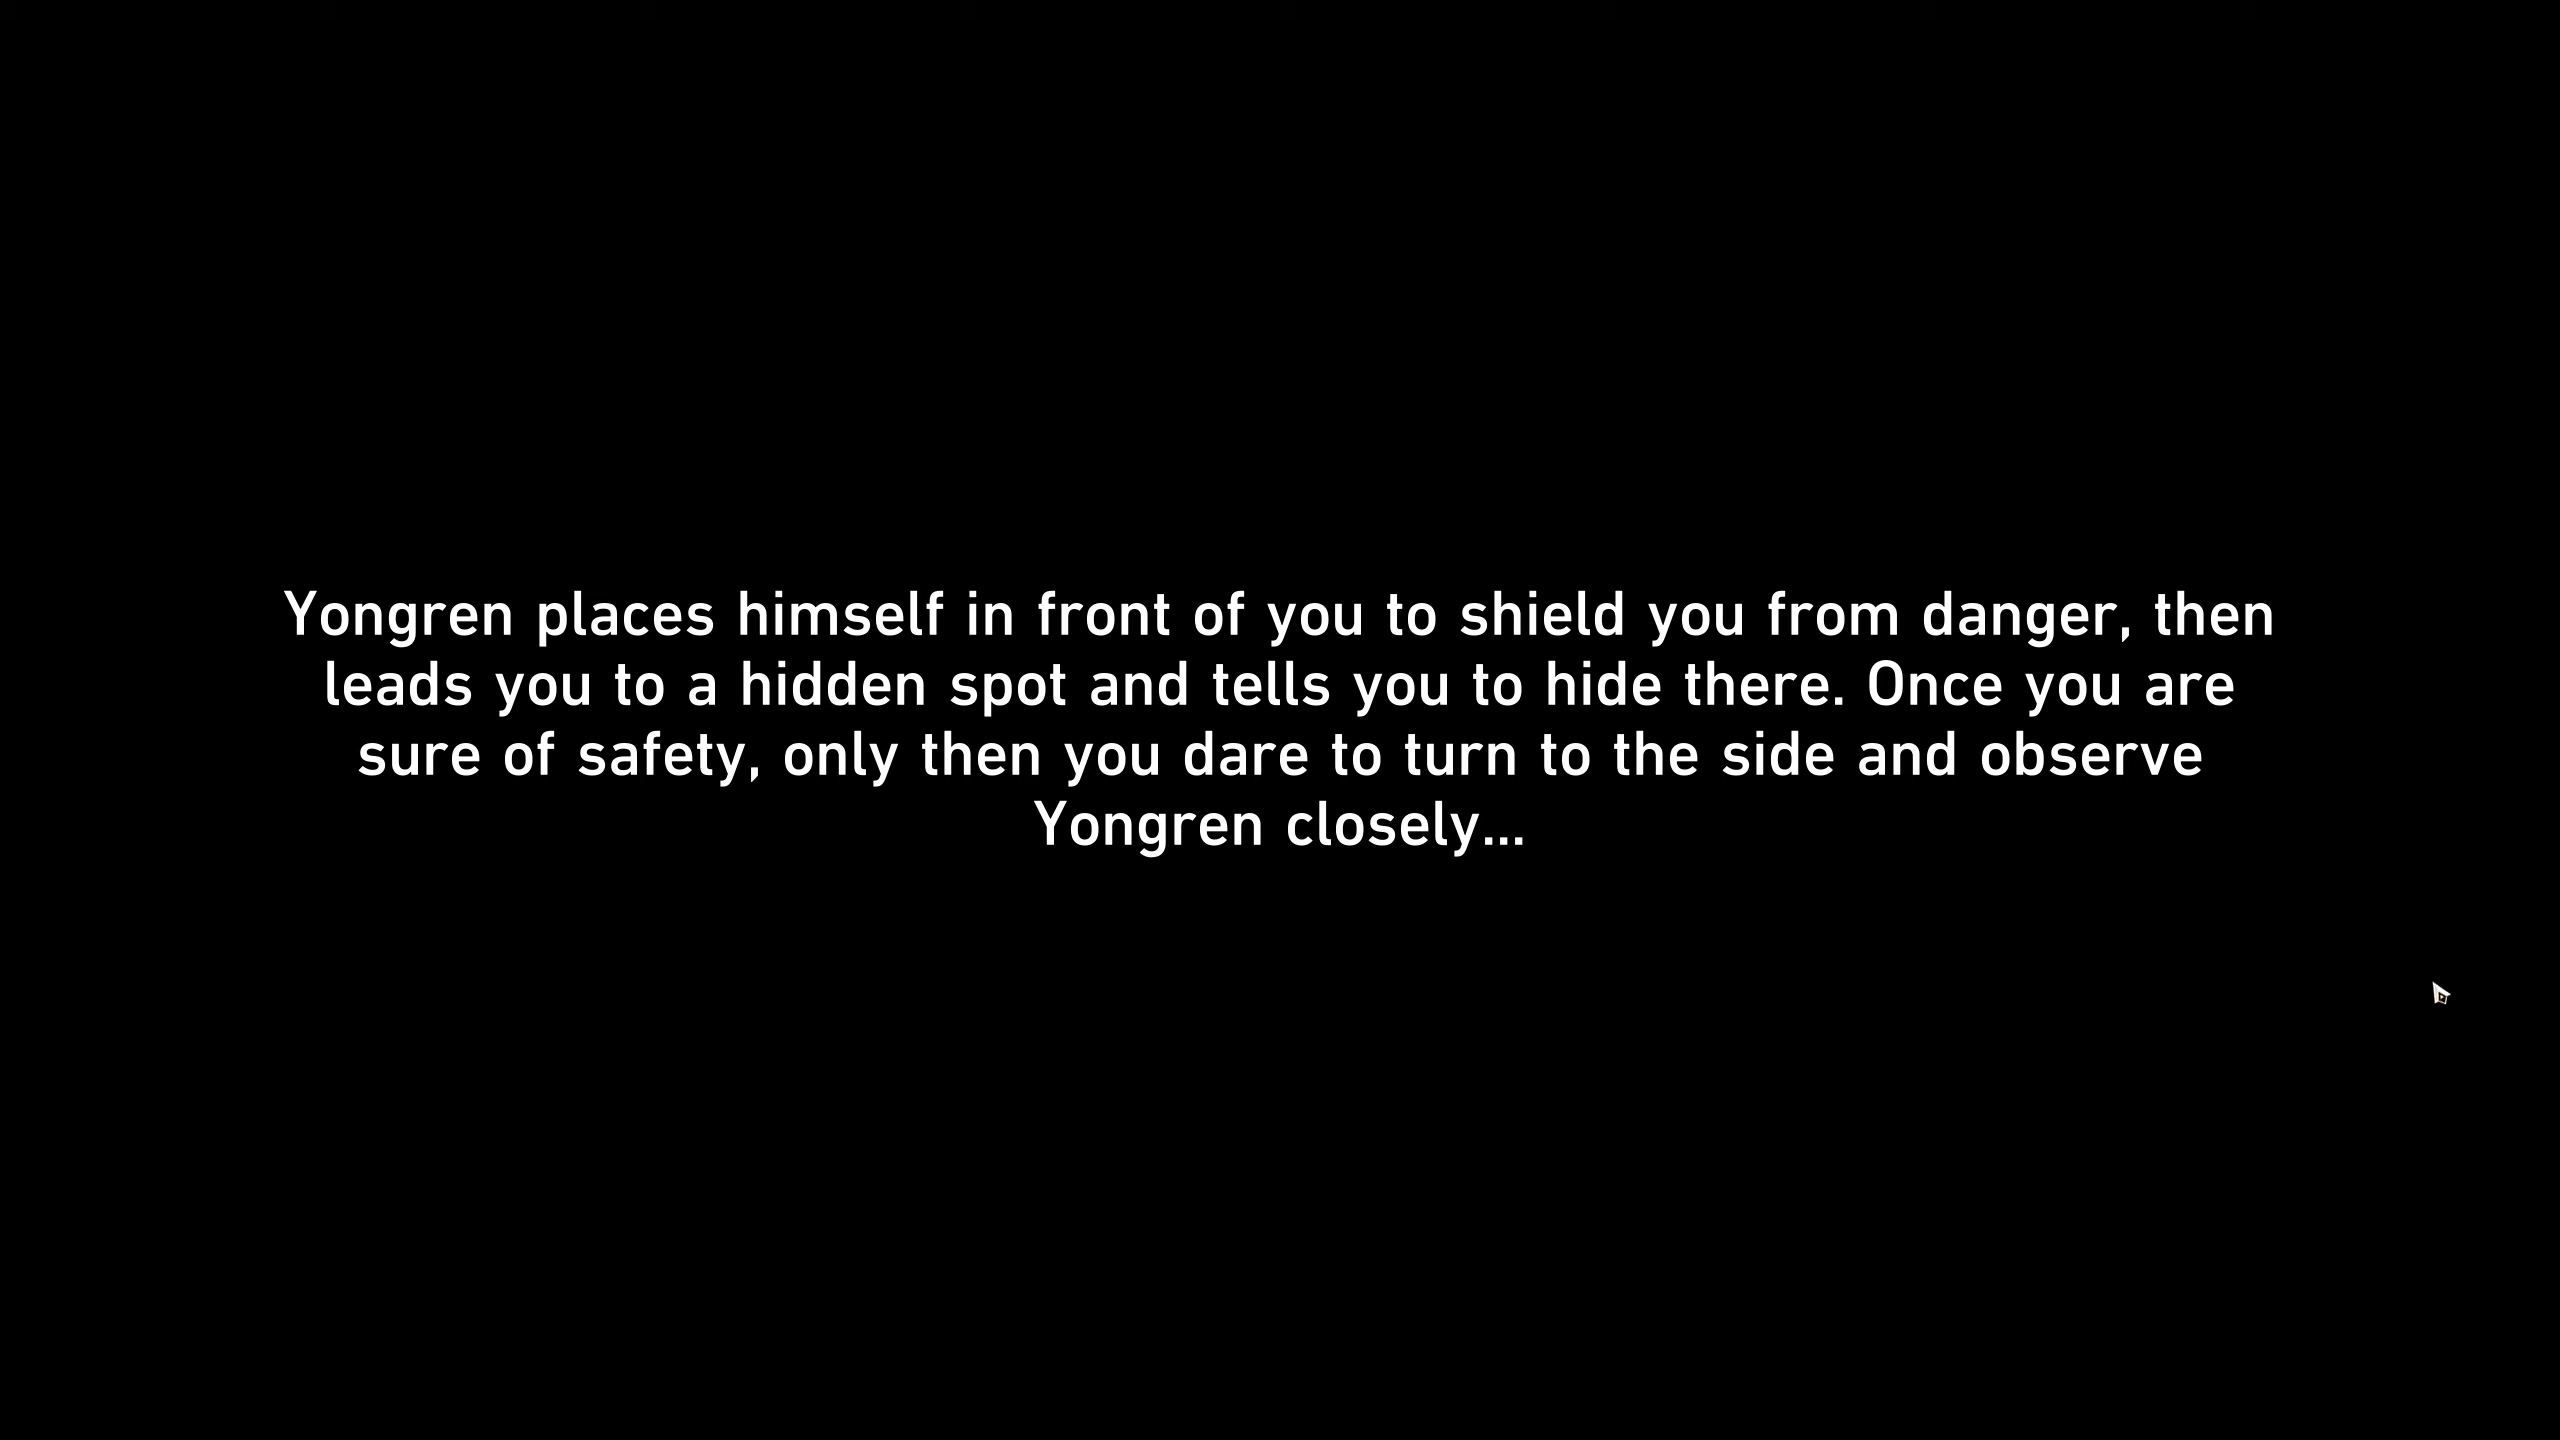 Yongren places himself in front of you to shield you from danger, then
leads you to a hidden spot and tells you to hide there. Once you are
sure of safety, only then you dare to turn to the side and observe
Yongren closely...